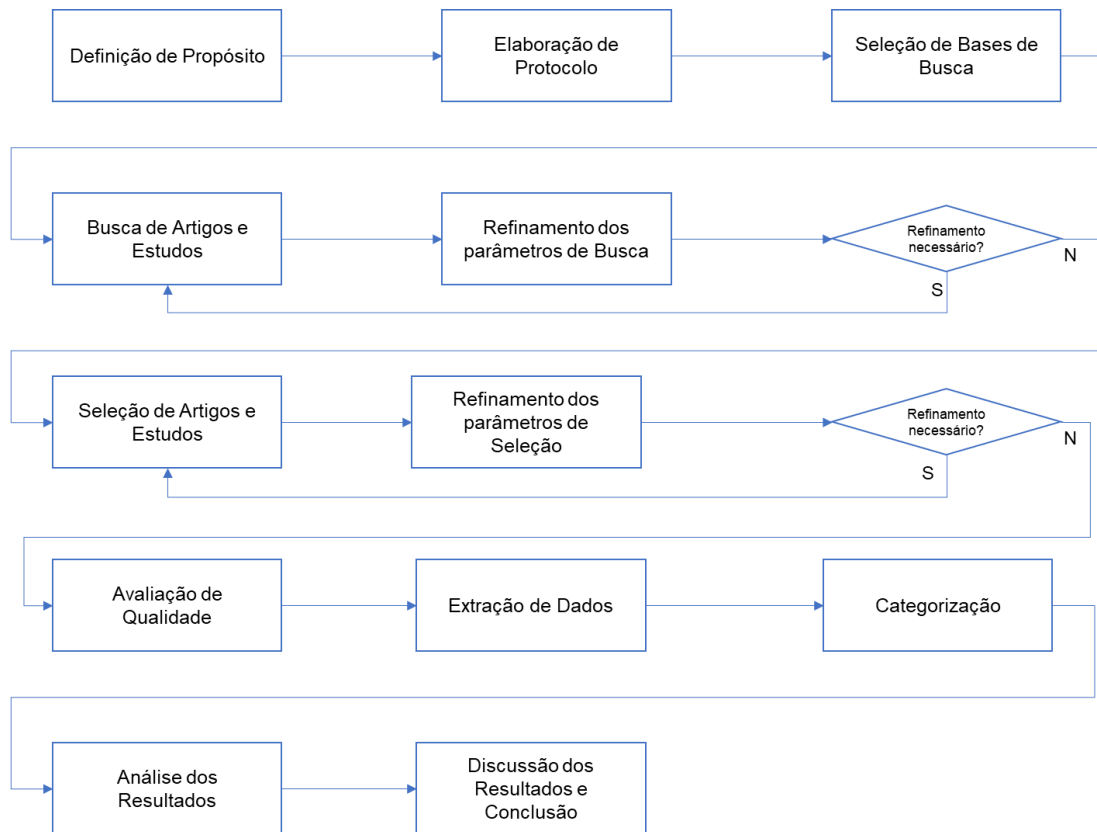 Definição de Propósito
Elaboração de
Protocolo
Seleção de Bases de
Busca
Busca de Artigos e
Estudos
Refinamento dos
parâmetros de Busca
Refinamento
necessário?
N
S
Seleção de Artigos e
Estudos
Refinamento dos
parâmetros de
Seleção
Refinamento
necessário?
N
S
Avaliação de
Qualidade
Extração de Dados
Categorização
Análise dos
Resultados
Discussão dos
Resultados e
Conclusão